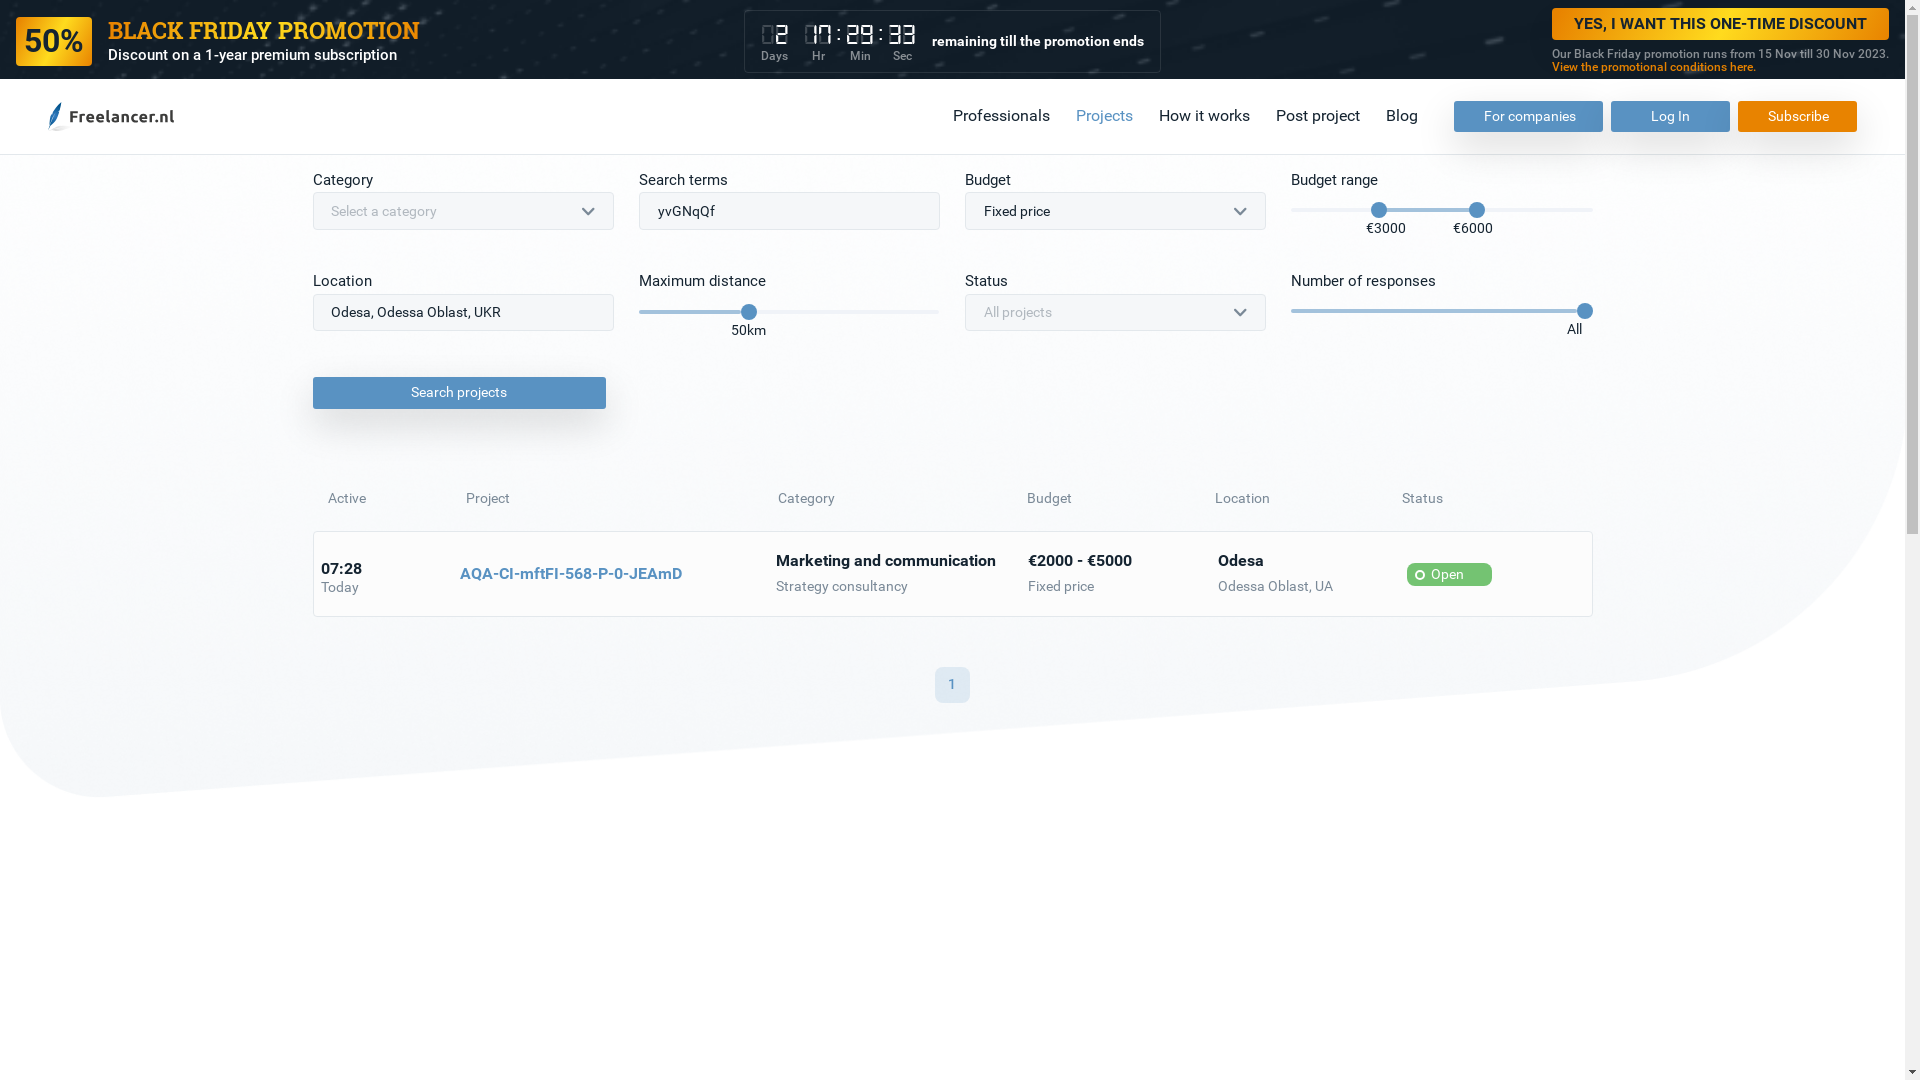 50%
BLACK FRIDAY PROMOTION
Discount on a 1-year premium subscription
2 17 : 29 : 33
Days Hr Min Sec
remaining till the promotion ends
YES, I WANT THIS ONE-TIME DISCOUNT
Our Black Friday promotion runs from 15 Nov till 30 Nov 2023.
View the promotional conditions here.
Freelancer.nl
Professionals Projects How it works Post project Blog For companies Log In Subscribe
Category Search terms Budget Budget range
Select a category yvGNqQf Fixed price
€3000 €6000
Location Maximum distance Status Number of responses
Odesa, Odessa Oblast, UKR All projects
50km All
Search projects
Active Project Category Budget Location Status
07:28 AQA-CI-mftFI-568-P-0-JEAmD Marketing and communication €2000 - €5000 Odesa Open
Today Strategy consultancy Fixed price Odessa Oblast, UA
1